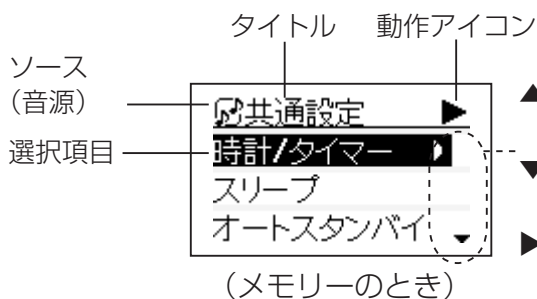 タイトル 動作アイコン
ソース
(音源)
選択項目
共通設定
時計/タイマー
スリープ
オートスタンバイ
(メモリーのとき)